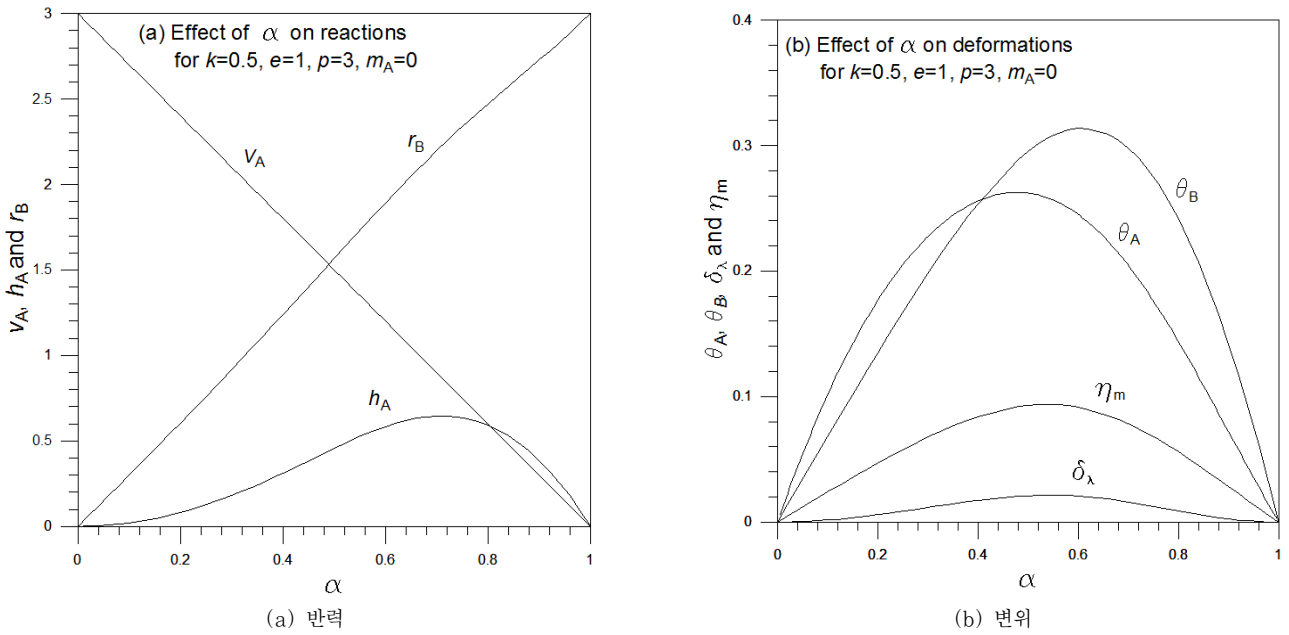 (a) Effect of α on reactions
for k=0.5, e=1, p=3, mA=0
3
2.5
2
1.5
1
0.5
0
vA, hA and rB
VA
rB
hA
0
0.2
0.4
0.6
0.8
1
α
(a) 반력
(b) Effect of α on deformations
for k=0.5, e=1, p=3, mA=0
0.4
0.3
0.2
0.1
0
θA, θB, δλ and ηm
θB
θA
ηm
δλ
0
0.2
0.4
0.6
0.8
1
α
(b) 변위